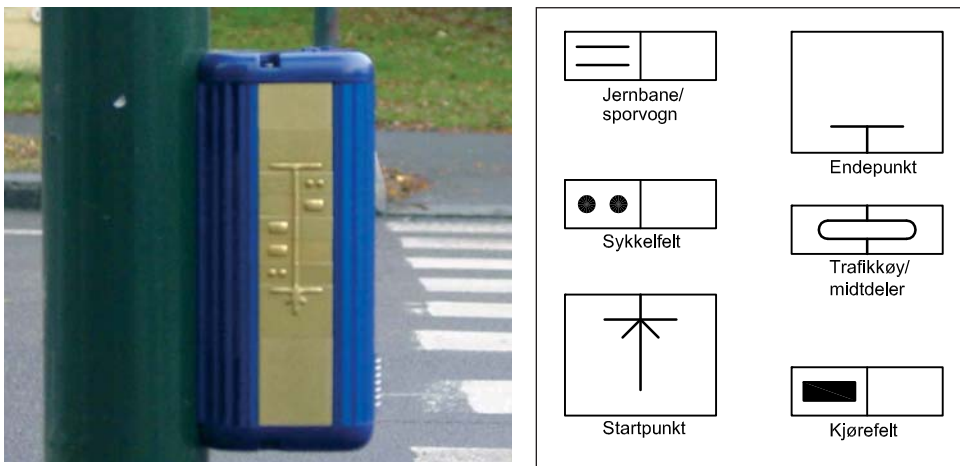 Jernbane/
sporvogn
Endepunkt
Sykkelfelt
Trafikkøy/
midtdeler
Startpunkt
Kjørefelt